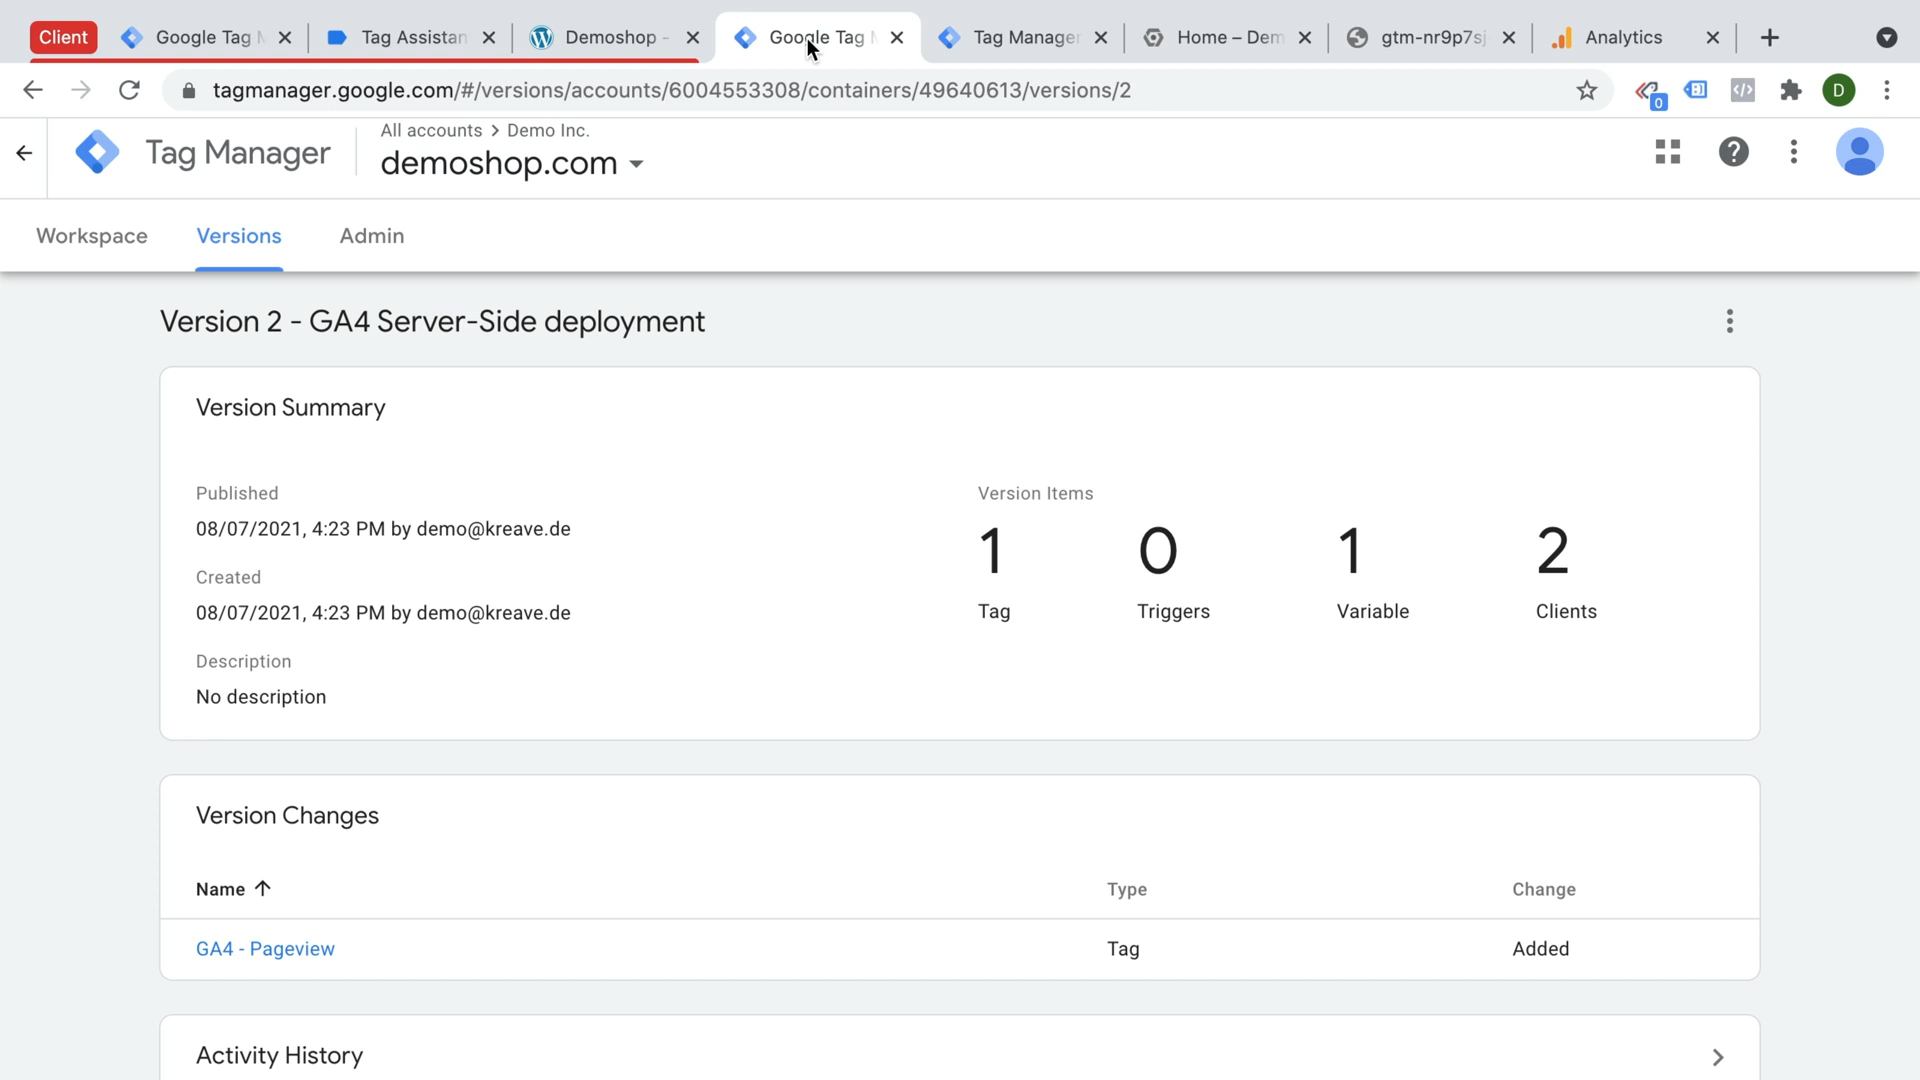 Client
Google Tag M
Tag Assistan
Demoshop -
Google Tag M
Tag Manager
Home – Dem
gtm-nr9p7sj
Analytics
tagmanager.google.com/#/versions/accounts/6004553308/containers/49640613/versions/2
0
D
Tag Manager
All accounts > Demo Inc.
demoshop.com
Workspace
Versions
Admin
Version 2 - GA4 Server-Side deployment
Version Summary
Published
08/07/2021, 4:23 PM by demo@kreave.de
Created
08/07/2021, 4:23 PM by demo@kreave.de
Description
No description
Version Items
1 0 1 2
Tag Triggers Variable Clients
Version Changes
Name Type Change
GA4 - Pageview Tag Added
Activity History